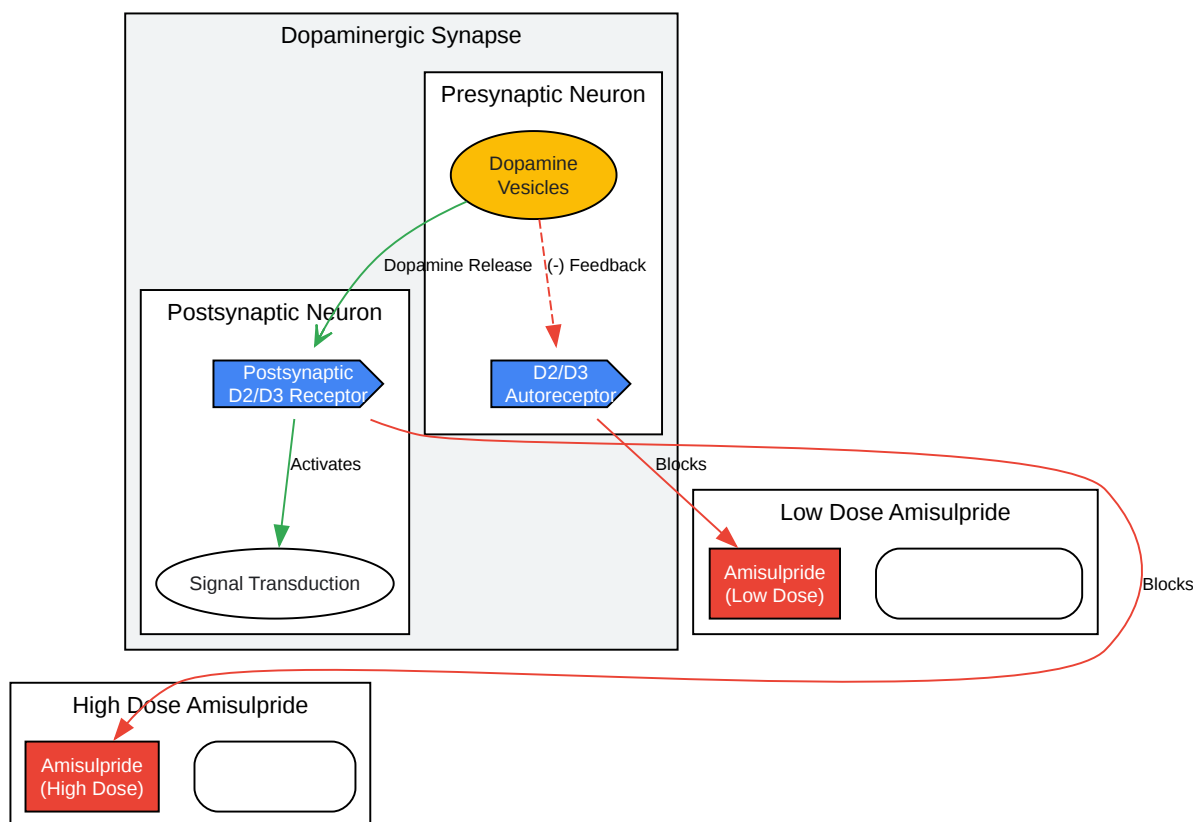 Dopaminergic Synapse
Presynaptic Neuron
Dopamine
Vesicles
Dopamine Release
(-) Feedback
Postsynaptic Neuron
Postsynaptic
D2/D3 Receptor
D2/D3
Autoreceptor
Activates
Blocks
Low Dose Amisulpride
Signal Transduction
Amisulpride
(Low Dose)
Blocks
High Dose Amisulpride
Amisulpride
(High Dose)